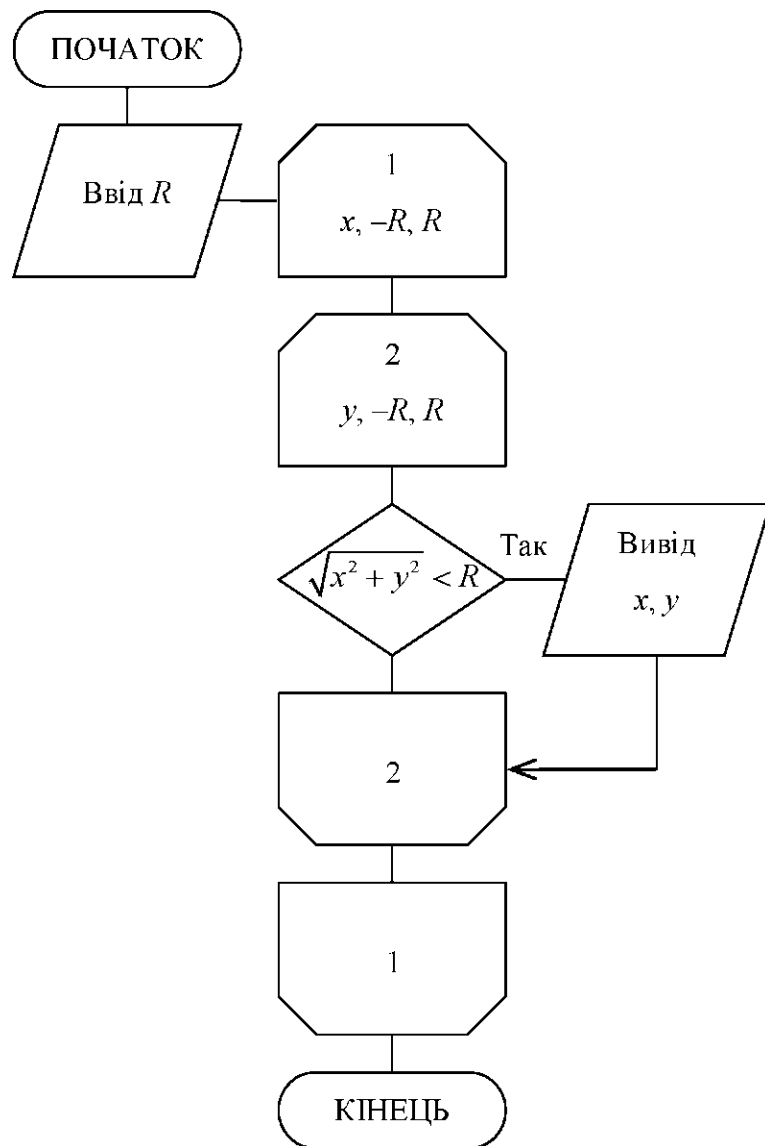 ПОЧАТОК
Ввід R
1
x, –R, R
2
y, –R, R
√x² + y² < R
Так
Вивід
x, y
2
1
КІНЕЦЬ